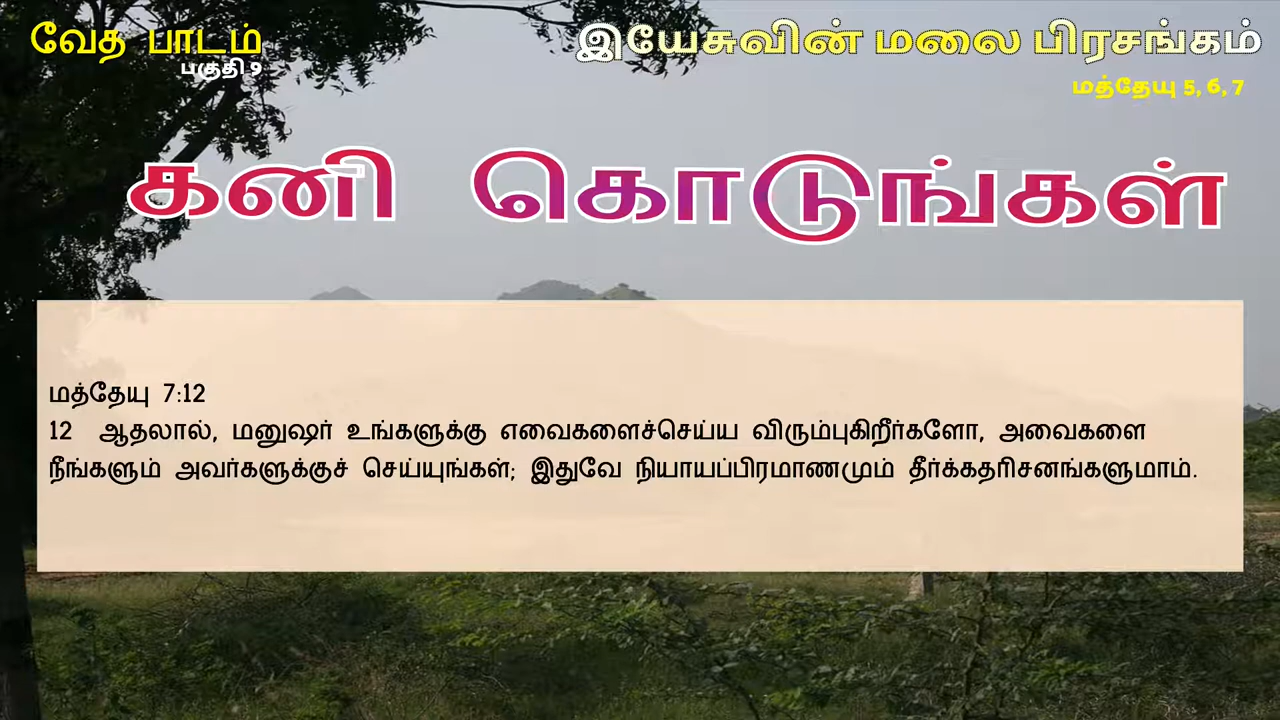 வேத பாடம்
பகுதி 9
இயேசுவின் மலை பிரசங்கம்
மத்தேயு 5, 6, 7
கனி கொடுங்கள்
மத்தேயு 7:12
12 ஆதலால், மனுஷர் உங்களுக்கு எவைகளைச்செய்ய விரும்புகிறீர்களோ, அவைகளை
நீங்களும் அவர்களுக்குச் செய்யுங்கள்; இதுவே நியாயப்பிரமாணமும் தீர்க்கதரிசனங்களுமாம்.